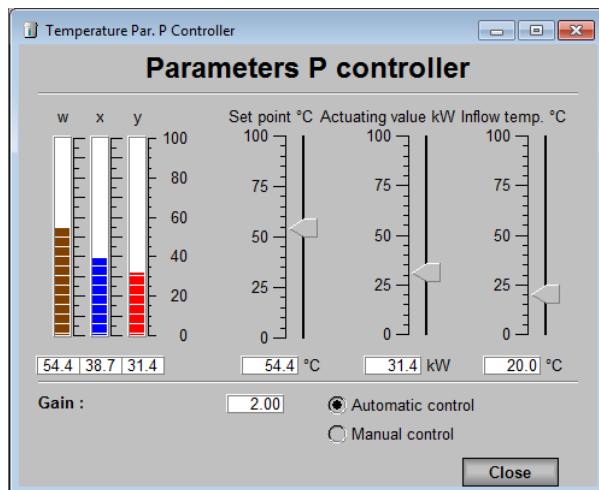 Temperature Par. P Controller
Parameters P controller
w x y Set point °C Actuating value kW Inflow temp. °C
100 100 100 100
80 75 75 75
60
50 50 50
40
25 25 25
20
0 0 0 0
54.4 38.7 31.4 54.4 °C 31.4 kW 20.0 °C
Gain : 2.00 Automatic control
Manual control
Close